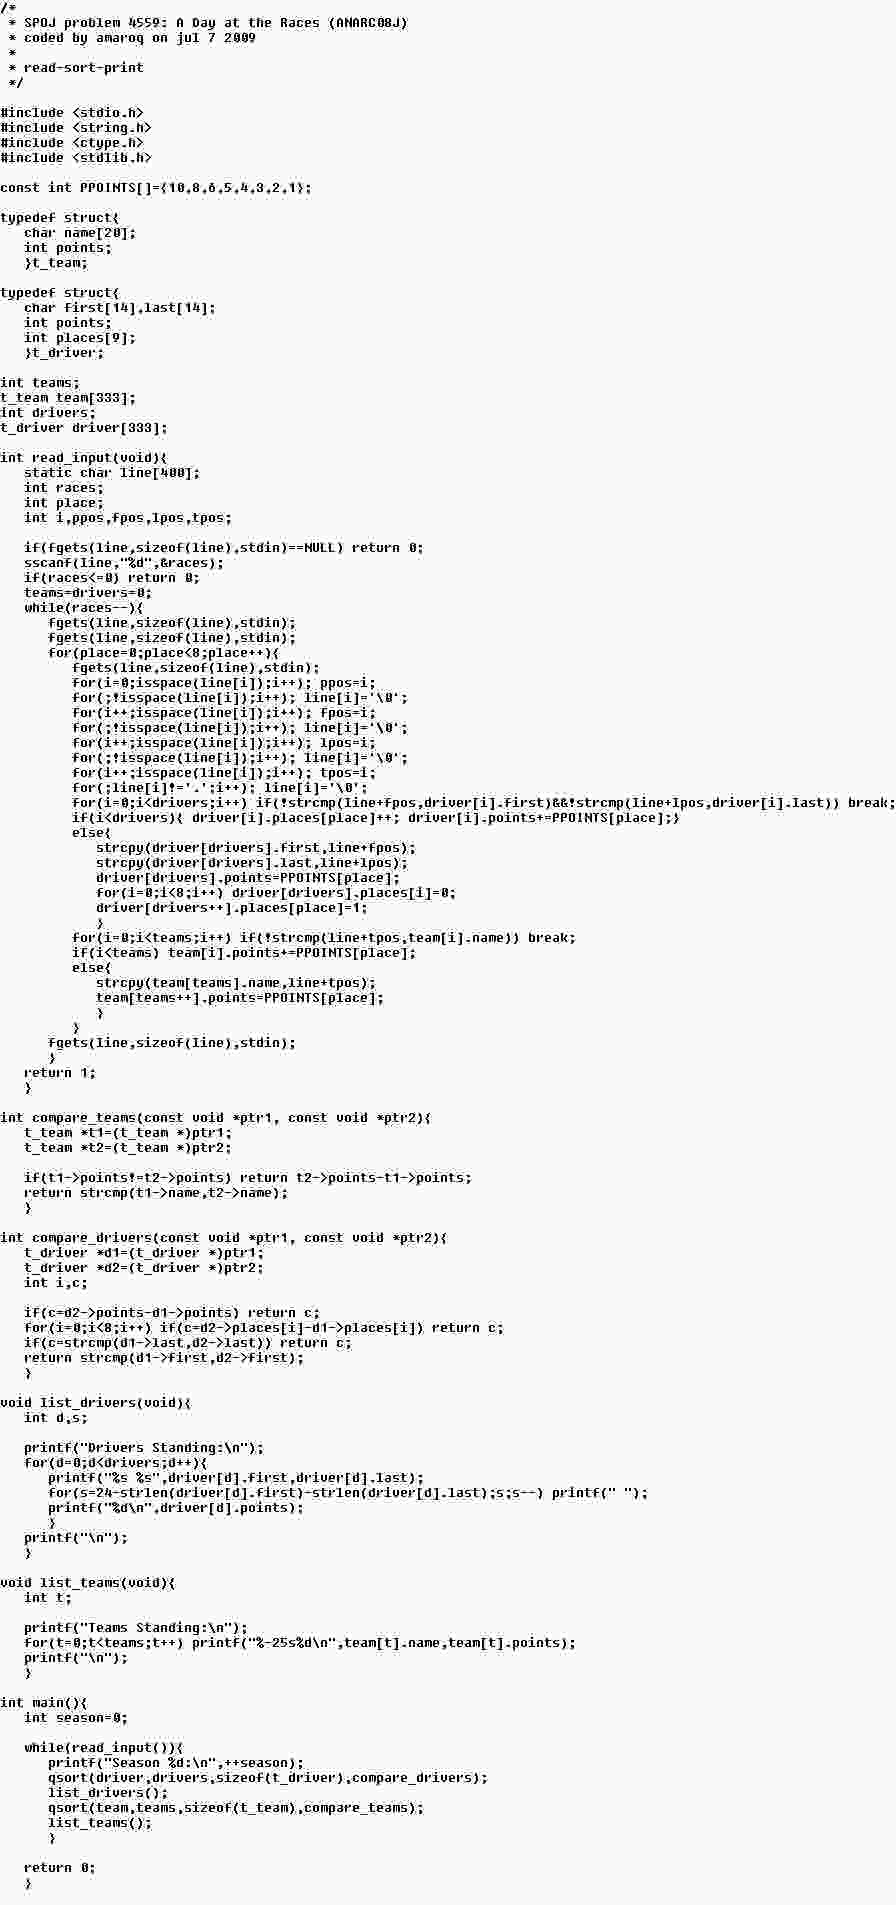 /*
 * SPOJ problem 4559: A Day at the Races (ANARC08J)
 * coded by amaroq on jul 7 2009
 *
 * read-sort-print
 */

#include <stdio.h>
#include <string.h>
#include <ctype.h>
#include <stdlib.h>

const int PPOINTS[]={10,8,6,5,4,3,2,1};

typedef struct{
   char name[20];
   int points;
   }t_team;

typedef struct{
   char first[14],last[14];
   int points;
   int places[9];
   }t_driver;

int teams;
t_team team[333];
int drivers;
t_driver driver[333];

int read_input(void){
   static char line[400];
   int races;
   int place;
   int i,ppos,fpos,lpos,tpos;

   if(fgets(line,sizeof(line),stdin)==NULL) return 0;
   sscanf(line,"%d",&races);
   if(races<=0) return 0;
   teams=drivers=0;
   while(races--){
      fgets(line,sizeof(line),stdin);
      fgets(line,sizeof(line),stdin);
      for(place=0;place<8;place++){
         fgets(line,sizeof(line),stdin);
         for(i=0;isspace(line[i]);i++); ppos=i;
         for(;!isspace(line[i]);i++); line[i]='\0';
         for(i++;isspace(line[i]);i++); fpos=i;
         for(;!isspace(line[i]);i++); line[i]='\0';
         for(i++;isspace(line[i]);i++); lpos=i;
         for(;!isspace(line[i]);i++); line[i]='\0';
         for(i++;isspace(line[i]);i++); tpos=i;
         for(;line[i]!='.';i++); line[i]='\0';
         for(i=0;i<drivers;i++) if(!strcmp(line+fpos,driver[i].first)&&!strcmp(line+lpos,driver[i].last)) break;
         if(i<drivers){ driver[i].places[place]++; driver[i].points+=PPOINTS[place];}
         else{
            strcpy(driver[drivers].first,line+fpos);
            strcpy(driver[drivers].last,line+lpos);
            driver[drivers].points=PPOINTS[place];
            for(i=0;i<8;i++) driver[drivers].places[i]=0;
            driver[drivers++].places[place]=1;
            }
         for(i=0;i<teams;i++) if(!strcmp(line+tpos,team[i].name)) break;
         if(i<teams) team[i].points+=PPOINTS[place];
         else{
            strcpy(team[teams].name,line+tpos);
            team[teams++].points=PPOINTS[place];
            }
         }
      fgets(line,sizeof(line),stdin);
      }
   return 1;
   }

int compare_teams(const void *ptr1, const void *ptr2){
   t_team *t1=(t_team *)ptr1;
   t_team *t2=(t_team *)ptr2;

   if(t1->points!=t2->points) return t2->points-t1->points;
   return strcmp(t1->name,t2->name);
   }

int compare_drivers(const void *ptr1, const void *ptr2){
   t_driver *d1=(t_driver *)ptr1;
   t_driver *d2=(t_driver *)ptr2;
   int i,c;

   if(c=d2->points-d1->points) return c;
   for(i=0;i<8;i++) if(c=d2->places[i]-d1->places[i]) return c;
   if(c=strcmp(d1->last,d2->last)) return c;
   return strcmp(d1->first,d2->first);
   }

void list_drivers(void){
   int d,s;

   printf("Drivers Standing:\n");
   for(d=0;d<drivers;d++){
      printf("%s %s",driver[d].first,driver[d].last);
      for(s=24-strlen(driver[d].first)-strlen(driver[d].last);s;s--) printf(" ");
      printf("%d\n",driver[d].points);
      }
   printf("\n");
   }

void list_teams(void){
   int t;

   printf("Teams Standing:\n");
   for(t=0;t<teams;t++) printf("%-25s%d\n",team[t].name,team[t].points);
   printf("\n");
   }

int main(){
   int season=0;

   while(read_input()){
      printf("Season %d:\n",++season);
      qsort(driver,drivers,sizeof(t_driver),compare_drivers);
      list_drivers();
      qsort(team,teams,sizeof(t_team),compare_teams);
      list_teams();
      }

   return 0;
   }